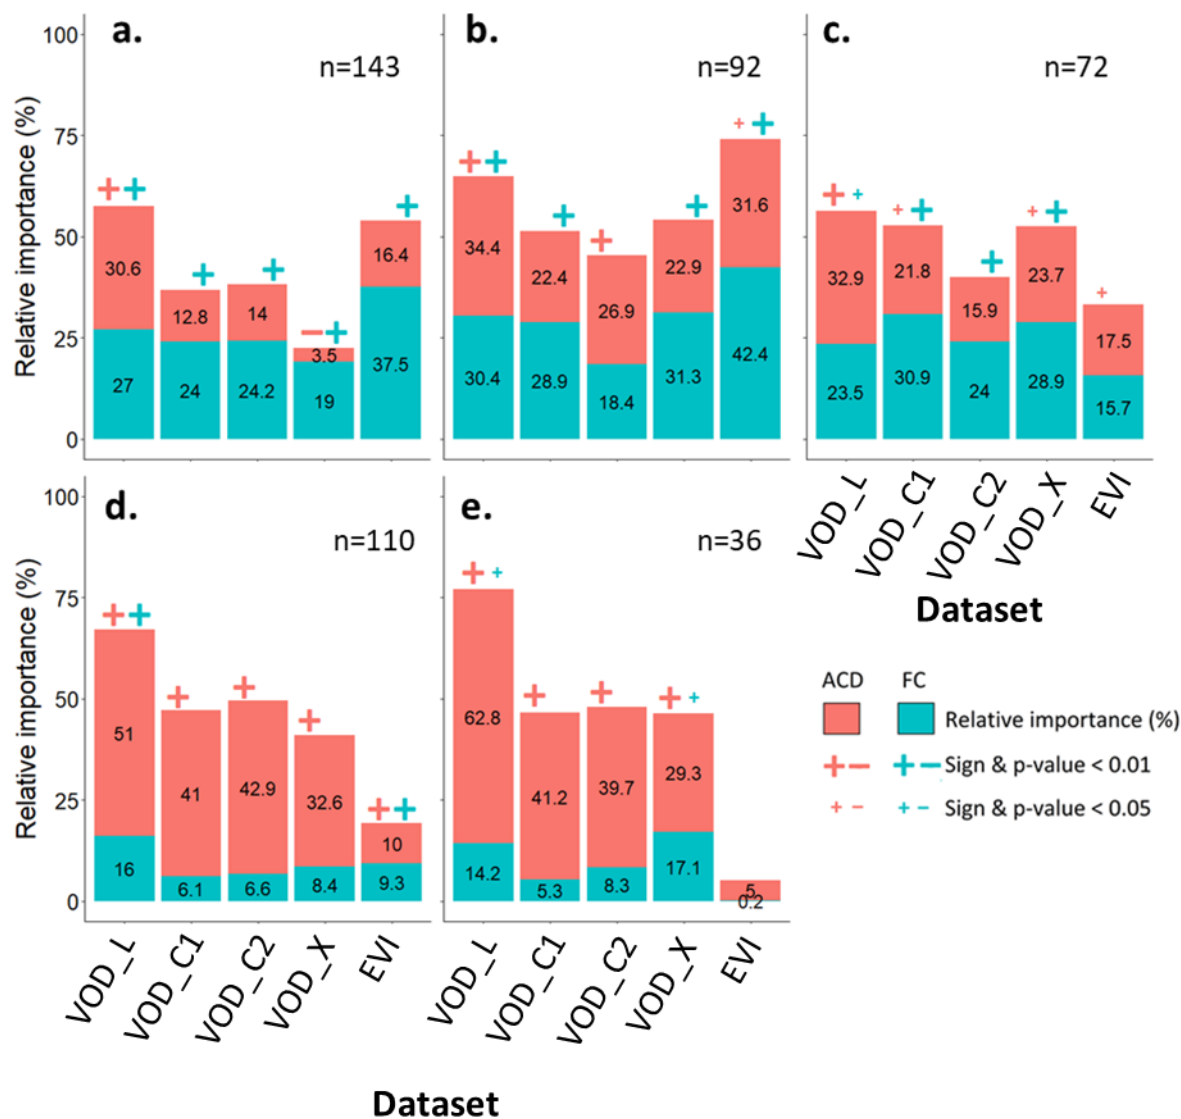 a.
n=143
b.
n=92
c.
n=72
Relative importance (%)
100
75
50
25
0
30.6
27
12.8
24
14
24.2
3.5
19
16.4
37.5
34.4
30.4
22.4
28.9
26.9
18.4
22.9
31.3
31.6
42.4
32.9
23.5
21.8
30.9
15.9
24
23.7
28.9
17.5
15.7
VOD_L
VOD_C1
VOD_C2
VOD_X
EVI
Dataset
d.
n=110
e.
n=36
Relative importance (%)
100
75
50
25
0
51
16
41
6.1
42.9
6.6
32.6
8.4
10
9.3
62.8
14.2
41.2
5.3
39.7
8.3
29.3
17.1
5
0.2
ACD FC
Relative importance (%)
+ − + − Sign & p-value < 0.01
+ − + − Sign & p-value < 0.05
VOD_L
VOD_C1
VOD_C2
VOD_X
EVI
VOD_L
VOD_C1
VOD_C2
VOD_X
EVI
Dataset